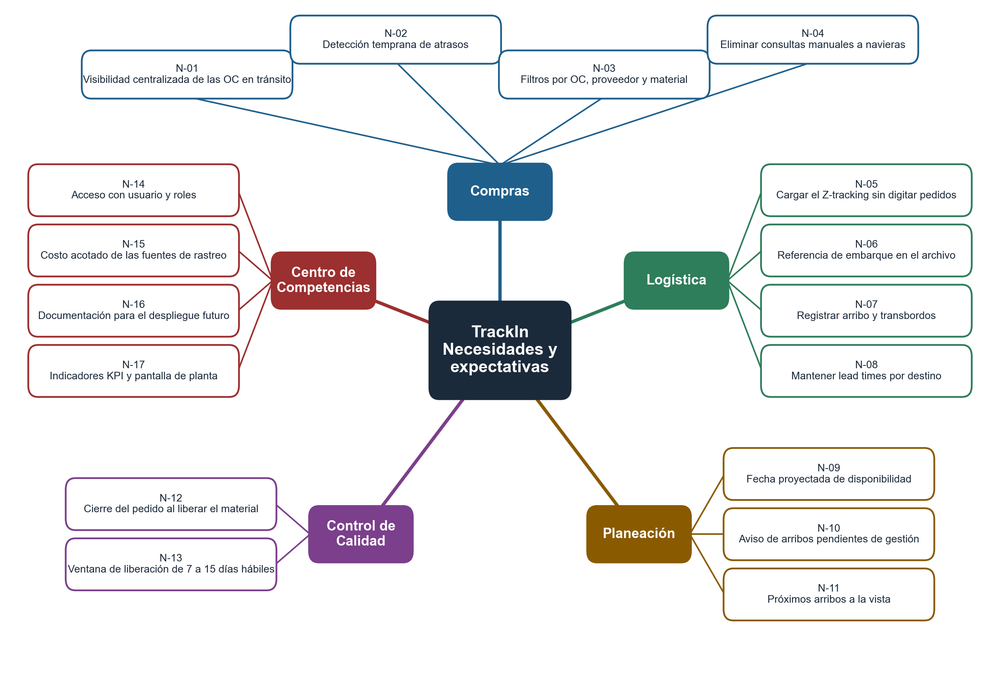 N-01
Visibilidad centralizada de las OC en tránsito
N-02
Detección temprana de atrasos
N-03
Filtros por OC, proveedor y material
N-04
Eliminar consultas manuales a navieras
Compras
N-14
Acceso con usuario y roles
N-15
Costo acotado de las fuentes de rastreo
N-16
Documentación para el despliegue futuro
N-17
Indicadores KPI y pantalla de planta
Centro de
Competencias
TrackIn
Necesidades y
expectativas
Logística
N-05
Cargar el Z-tracking sin digitar pedidos
N-06
Referencia de embarque en el archivo
N-07
Registrar arribo y transbordos
N-08
Mantener lead times por destino
N-12
Cierre del pedido al liberar el material
N-13
Ventana de liberación de 7 a 15 días hábiles
Control de
Calidad
Planeación
N-09
Fecha proyectada de disponibilidad
N-10
Aviso de arribos pendientes de gestión
N-11
Próximos arribos a la vista